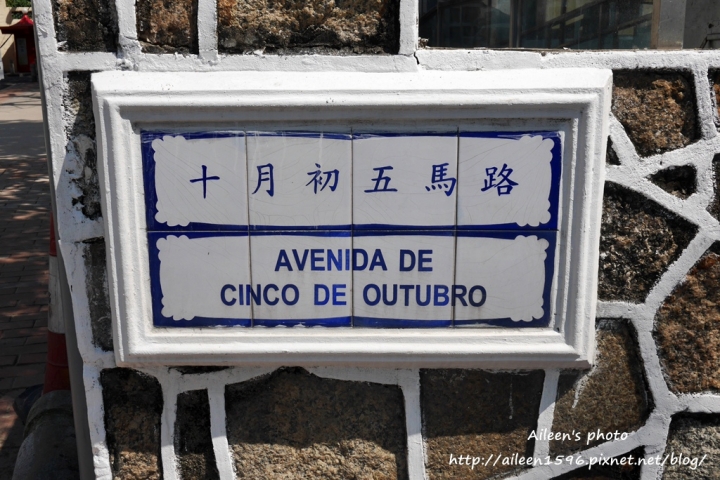 十月初五馬路
AVENIDA DE
CINCO DE OUTUBRO
Aileen's photo
http://aileen1596.pixnet.net/blog/